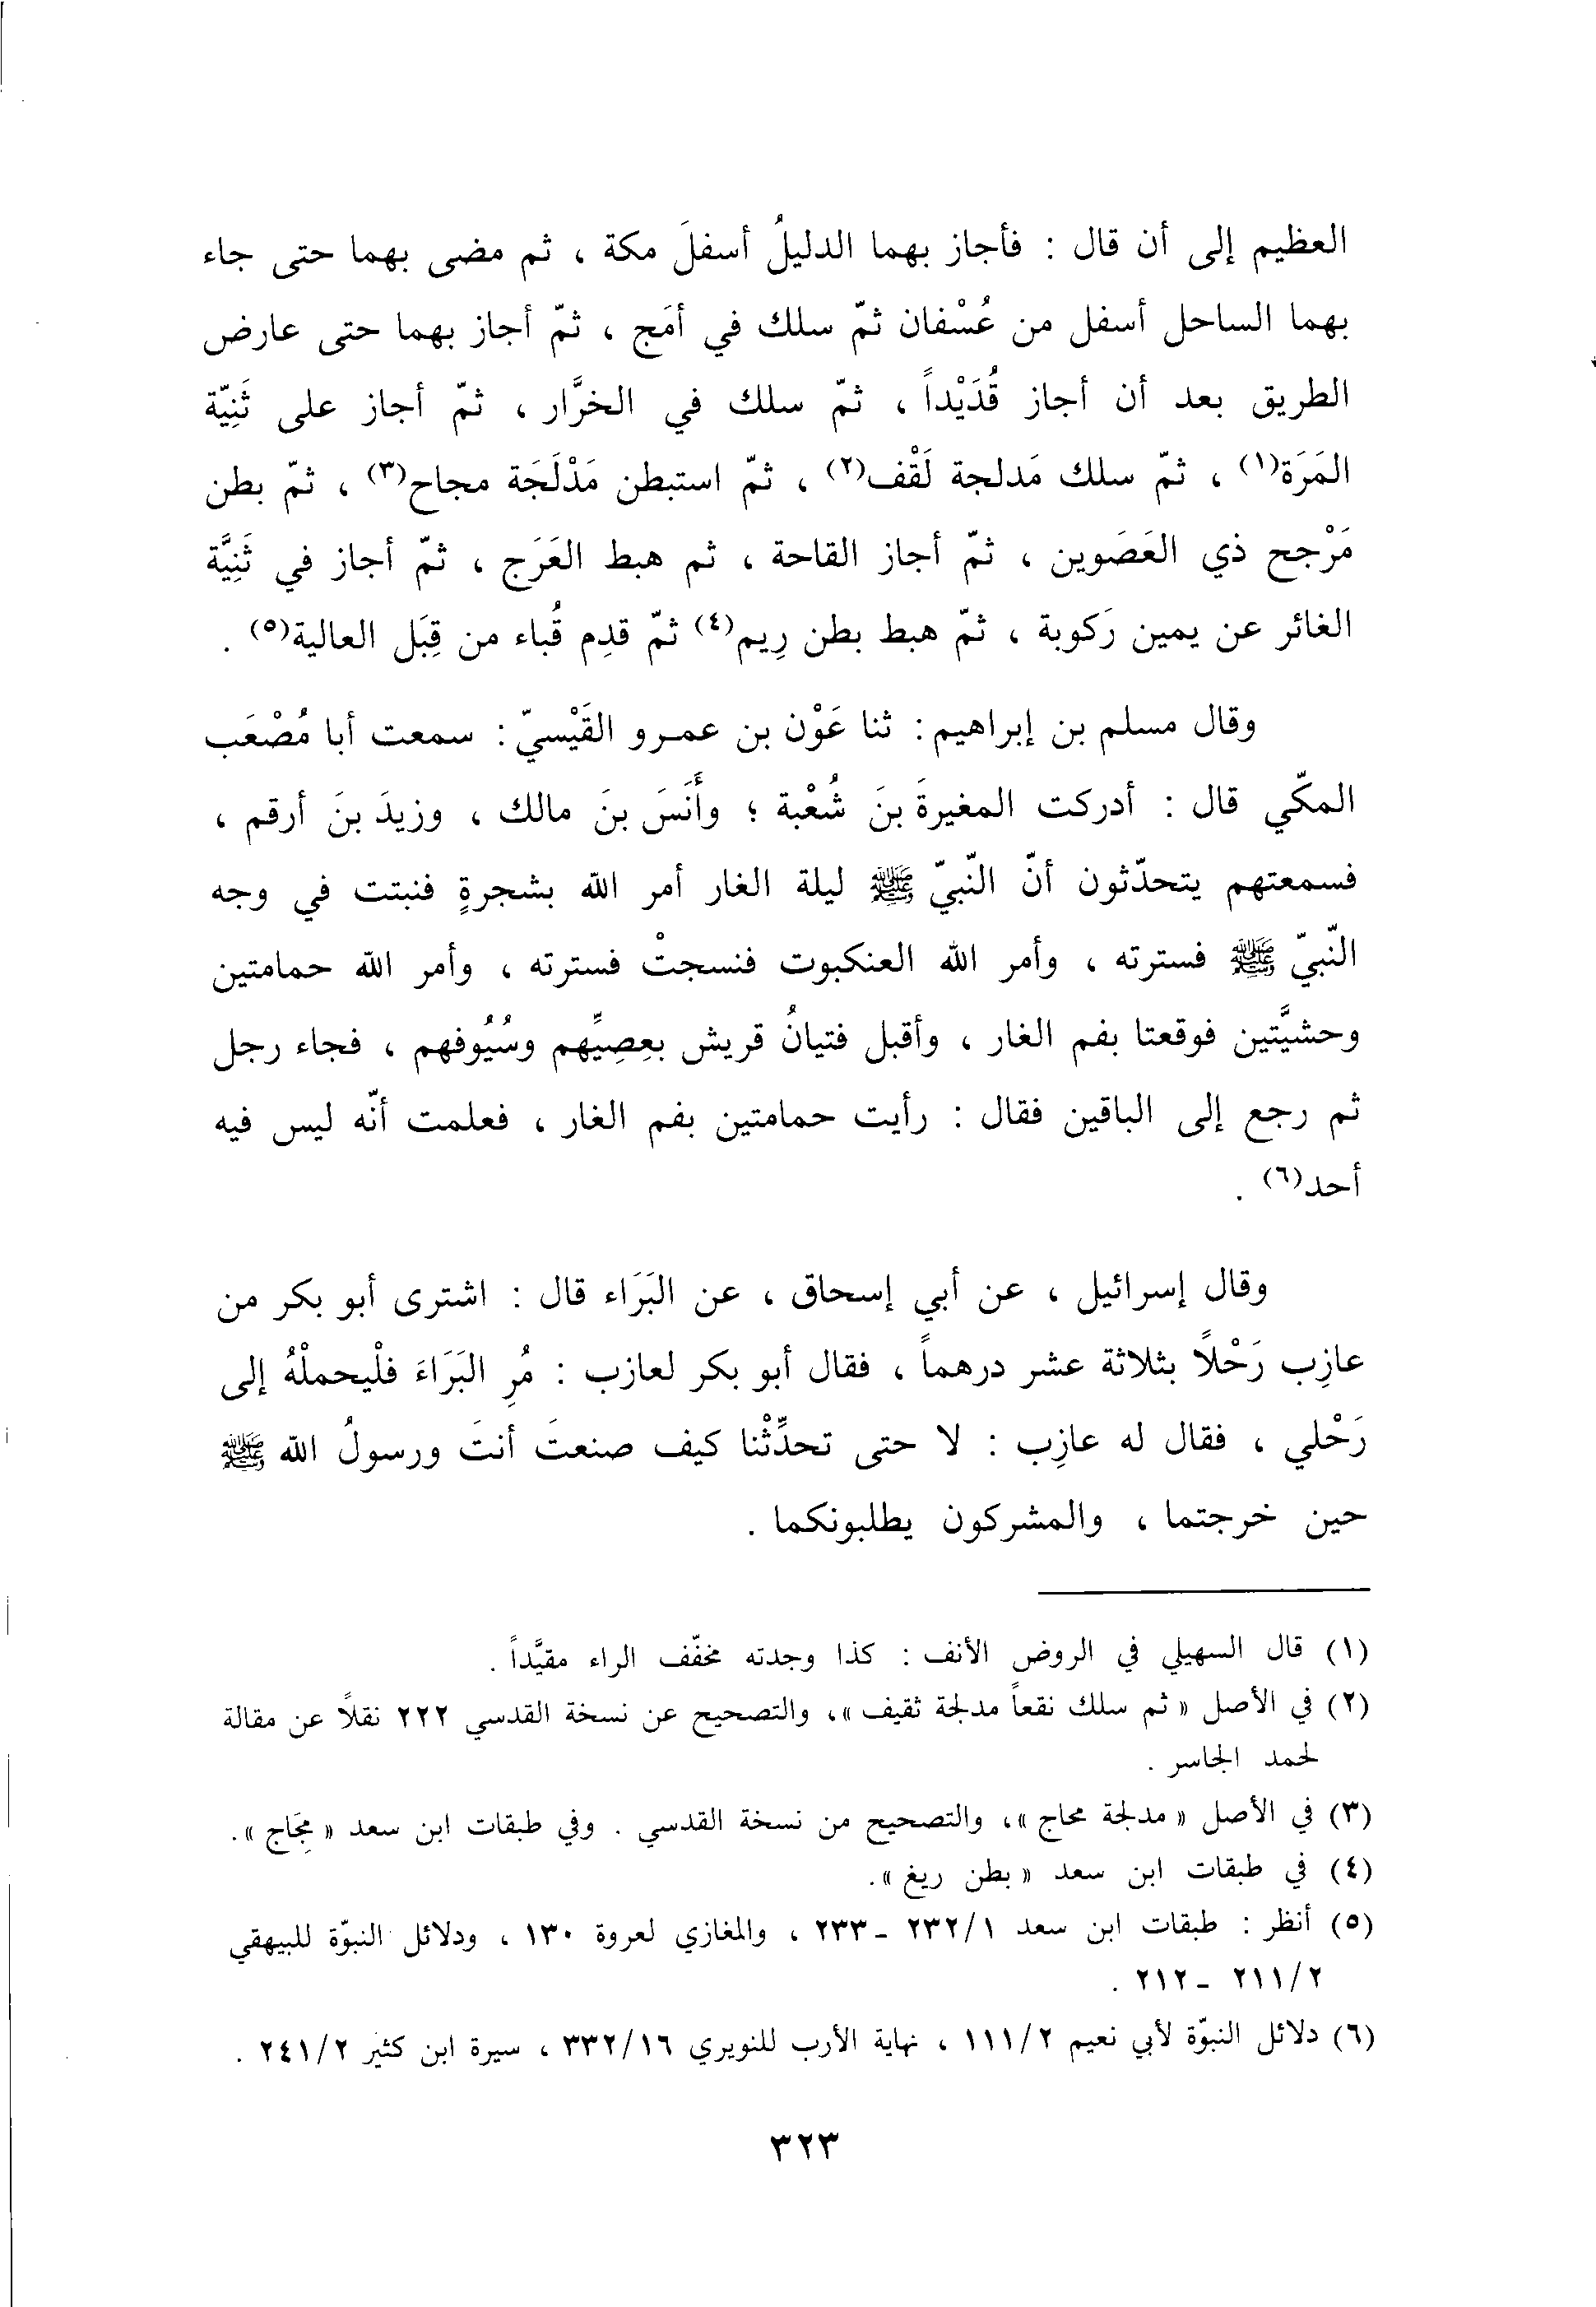 العظيم إلى أن قال : فأجاز بهما الدليلُ أسفلَ مكة ، ثم مضى بهما حتى جاء
بهما الساحل أسفل من عُسْفان ثمّ سلك في أمَج ، ثمّ أجاز بهما حتى عارض
الطريق بعد أن أجاز قُدَيْداً ، ثمّ سلك في الخرَّار ، ثمّ أجاز على ثَنِيّة
المَرَة(١) ، ثمّ سلك مَدلجة لَقْف(٢) ، ثمّ استبطن مَدْلَجَة مجاح(٣) ، ثمّ بطن
مَرْجح ذي العَصَوين ، ثمّ أجاز القاحة ، ثم هبط العَرَج ، ثمّ أجاز في ثَنِيَّة
الغائر عن يمين رَكوبة ، ثمّ هبط بطن رِيم(٤) ثمّ قدِم قُباء من قِبَل العالية(٥) .
وقال مسلم بن إبراهيم : ثنا عَوْن بن عمرو القَيْسيّ : سمعت أبا مُصْعَب
المكّي قال : أدركت المغيرةَ بنَ شُعْبة ؛ وأَنَسَ بنَ مالك ، وزيدَ بنَ أرقم ،
فسمعتهم يتحدّثون أنّ النّبيّ ﷺ ليلة الغار أمر الله بشجرةٍ فنبتت في وجه
النّبيّ ﷺ فسترته ، وأمر الله العنكبوت فنسجتْ فسترته ، وأمر الله حمامتين
وحشيَّتين فوقعتا بفم الغار ، وأقبل فتيانُ قريش بعِصِيِّهم وسُيُوفهم ، فجاء رجل
ثم رجع إلى الباقين فقال : رأيت حمامتين بفم الغار ، فعلمت أنّه ليس فيه
أحد(٦) .
وقال إسرائيل ، عن أبي إسحاق ، عن البَرَاء قال : اشترى أبو بكر من
عازِب رَحْلاً بثلاثة عشر درهماً ، فقال أبو بكر لعازب : مُرِ البَرَاءَ فلْيحملْهُ إلى
رَحْلي ، فقال له عازِب : لا حتى تحدِّثْنا كيف صنعتَ أنتَ ورسولُ الله ﷺ
حين خرجتما ، والمشركون يطلبونكما .
(١) قال السهيلي في الروض الأنف : كذا وجدته مخفّف الراء مقيَّداً .
(٢) في الأصل « ثم سلك نقعاً مدلجة ثقيف »، والتصحيح عن نسخة القدسي ٢٢٢ نقلاً عن مقالة
لحمد الجاسر .
(٣) في الأصل « مدلجة محاج »، والتصحيح من نسخة القدسي . وفي طبقات ابن سعد « مِجَاج ».
(٤) في طبقات ابن سعد « بطن ريغ ».
(٥) أنظر : طبقات ابن سعد ٢٣٢/١ - ٢٣٣ ، والمغازي لعروة ١٣٠ ، ودلائل النبوّة للبيهقي
٢١١/٢ - ٢١٢ .
(٦) دلائل النبوّة لأبي نعيم ١١١/٢ ، نهاية الأرب للنويري ٣٣٢/١٦ ، سيرة ابن كثير ٢٤١/٢ .
٣٢٣